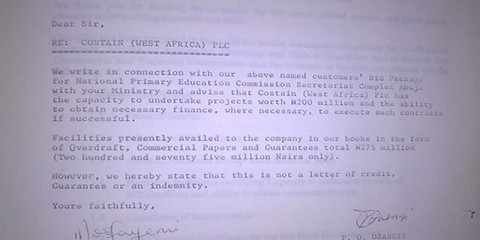 Dear Sir,
RE: COSTAIN (WEST AFRICA) PLC
We write in connection with our above named customers' Bid Package
for National Primary Education Commission Secretariat Complex Abuja
with your Ministry and advise that Costain (West Africa) Plc has
the capacity to undertake projects worth ₦200 million and the ability
to obtain necessary finance, where necessary, to execute such contracts
if successful.
Facilities presently availed to the company in our books in the form
of Overdraft, Commercial Papers and Guarantees total ₦275 million
(Two hundred and seventy five million Naira only).
However, we hereby state that this is not a letter of credit,
Guarantee or an indemnity.
Yours faithfully,
F. O. OBASUYI